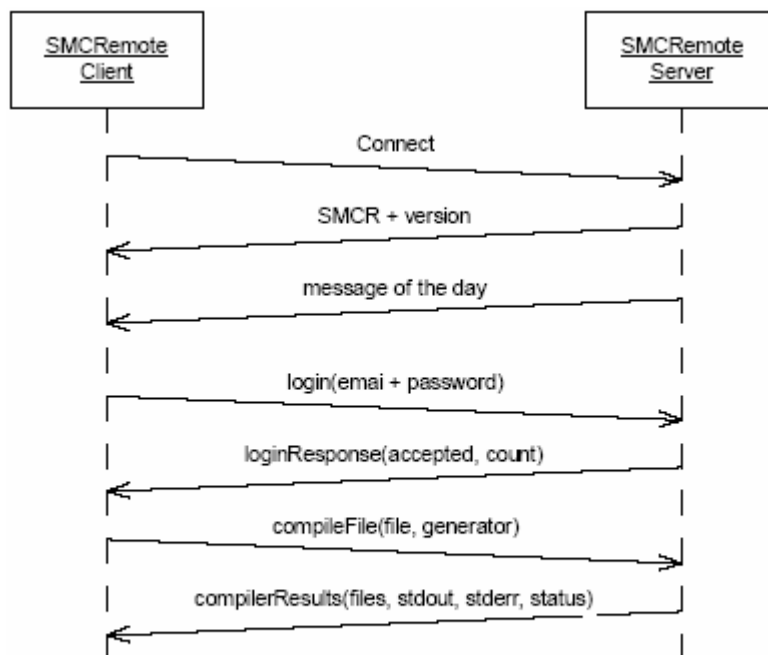 SMCRemote
Client
SMCRemote
Server
Connect
SMCR + version
message of the day
login(emai + password)
loginResponse(accepted, count)
compileFile(file, generator)
compilerResults(files, stdout, stderr, status)